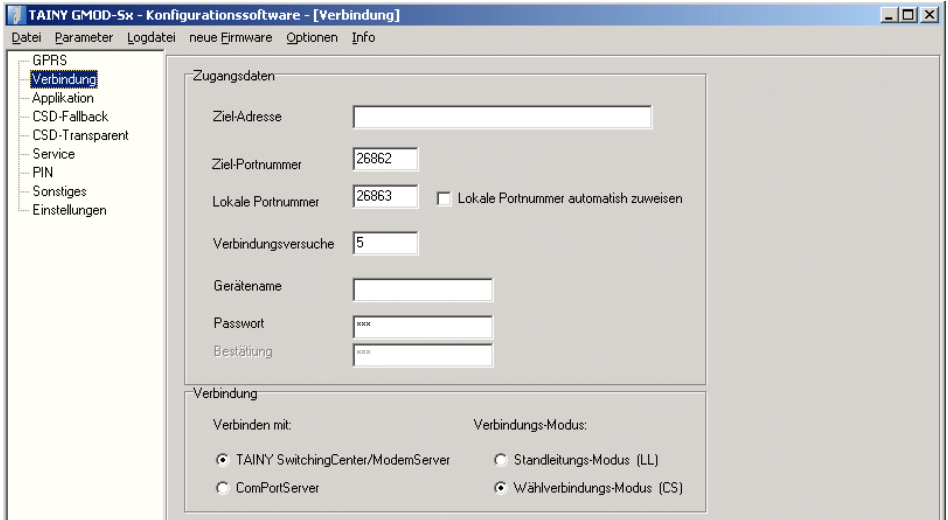 TAINY GMOD-Sx - Konfigurationssoftware - [Verbindung]
Datei Parameter Logdatei neue Firmware Optionen Info
GPRS
Verbindung
Applikation
CSD-Fallback
CSD-Transparent
Service
PIN
Sonstiges
Einstellungen
Zugangsdaten
Ziel-Adresse
Ziel-Portnummer 26862
Lokale Portnummer 26863 Lokale Portnummer automatish zuweisen
Verbindungsversuche 5
Gerätename
Passwort ***
Bestätiung ***
Verbindung
Verbinden mit: Verbindungs-Modus:
TAINY SwitchingCenter/ModemServer Standleitungs-Modus (LL)
ComPortServer Wählverbindungs-Modus (CS)